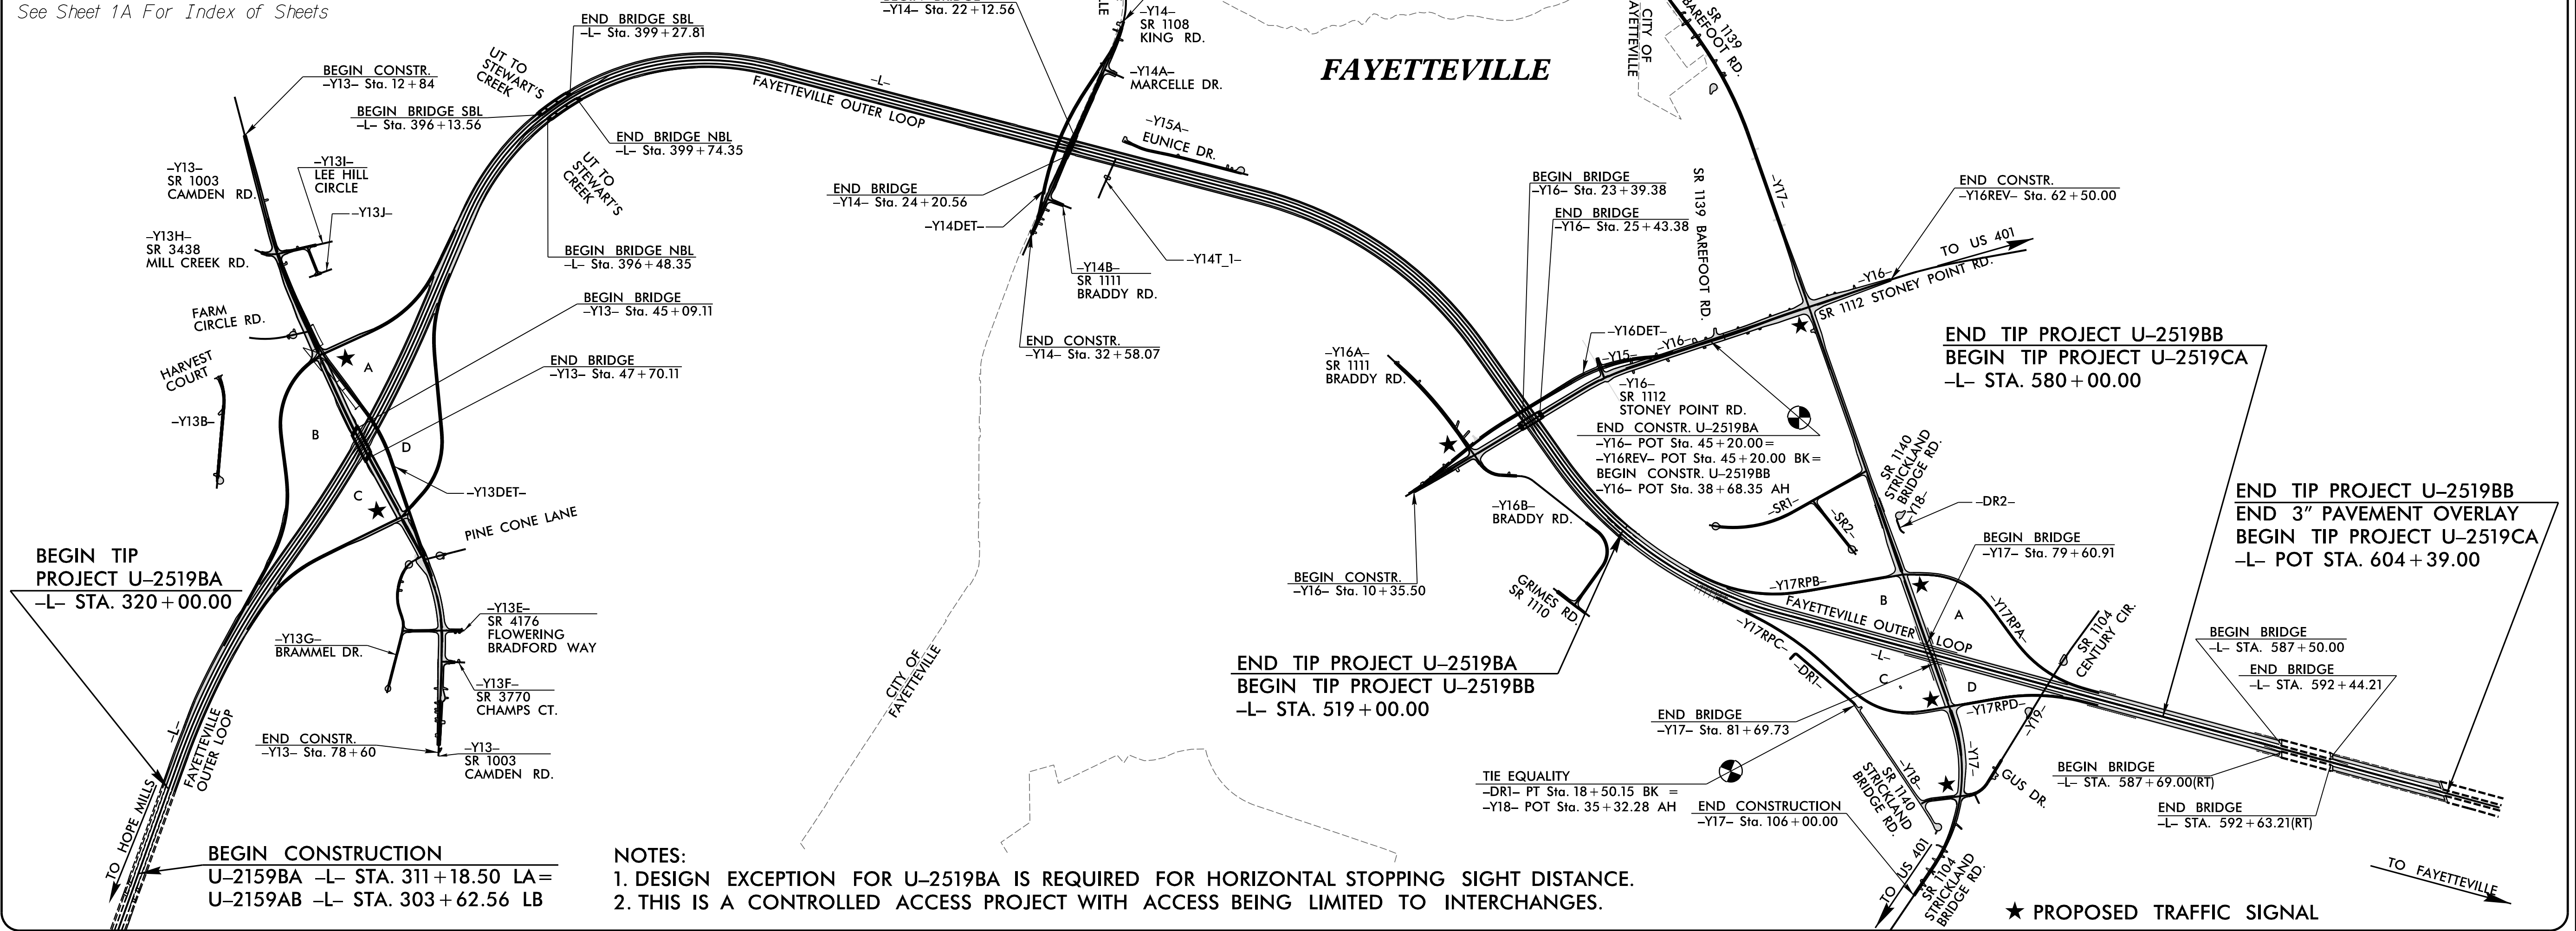 See Sheet 1A For Index of Sheets
END BRIDGE SBL
-L- Sta. 399+27.81
UT TO
STEWART'S
CREEK
BEGIN CONSTR.
-Y13- Sta. 12+84
BEGIN BRIDGE SBL
-L- Sta. 396+13.56
END BRIDGE NBL
-L- Sta. 399+74.35
UT TO
STEWART'S
CREEK
BEGIN BRIDGE NBL
-L- Sta. 396+48.35
-Y13-
SR 1003
CAMDEN RD.
-Y13I-
LEE HILL
CIRCLE
-Y13J-
-Y13H-
SR 3438
MILL CREEK RD.
FARM
CIRCLE RD.
HARVEST
COURT
-Y13B-
A
B
C
D
BEGIN BRIDGE
-Y13- Sta. 45+09.11
END BRIDGE
-Y13- Sta. 47+70.11
-Y13DET-
PINE CONE LANE
BEGIN TIP
PROJECT U-2519BA
-L- STA. 320+00.00
-Y13E-
SR 4176
FLOWERING
BRADFORD WAY
-Y13G-
BRAMMEL DR.
-Y13F-
SR 3770
CHAMPS CT.
END CONSTR.
-Y13- Sta. 78+60
-Y13-
SR 1003
CAMDEN RD.
-L-
FAYETTEVILLE
OUTER LOOP
TO HOPE MILLS
BEGIN CONSTRUCTION
U-2159BA -L- STA. 311+18.50 LA=
U-2159AB -L- STA. 303+62.56 LB
-Y14- Sta. 22+12.56
-Y14-
SR 1108
KING RD.
-Y14A-
MARCELLE DR.
-L-
FAYETTEVILLE OUTER LOOP
-Y15A-
EUNICE DR.
END BRIDGE
-Y14- Sta. 24+20.56
-Y14DET-
-Y14T_1-
-Y14B-
SR 1111
BRADDY RD.
END CONSTR.
-Y14- Sta. 32+58.07
CITY OF
FAYETTEVILLE
FAYETTEVILLE
CITY OF
SR 1139
BAREFOOT RD.
-Y17-
SR 1139 BAREFOOT RD.
BEGIN BRIDGE
-Y16- Sta. 23+39.38
END BRIDGE
-Y16- Sta. 25+43.38
END CONSTR.
-Y16REV- Sta. 62+50.00
TO US 401
-Y16-
SR 1112 STONEY POINT RD.
-Y16DET-
-Y15-
-Y16-
-Y16A-
SR 1111
BRADDY RD.
-Y16-
SR 1112
STONEY POINT RD.
END CONSTR. U-2519BA
-Y16- POT Sta. 45+20.00=
-Y16REV- POT Sta. 45+20.00 BK=
BEGIN CONSTR. U-2519BB
-Y16- POT Sta. 38+68.35 AH
-Y16B-
BRADDY RD.
BEGIN CONSTR.
-Y16- Sta. 10+35.50
GRIMES RD.
SR 1110
END TIP PROJECT U-2519BA
BEGIN TIP PROJECT U-2519BB
-L- STA. 519+00.00
END TIP PROJECT U-2519BB
BEGIN TIP PROJECT U-2519CA
-L- STA. 580+00.00
END TIP PROJECT U-2519BB
END 3" PAVEMENT OVERLAY
BEGIN TIP PROJECT U-2519CA
-L- POT STA. 604+39.00
SR 1140
STRICKLAND
BRIDGE RD.
-Y18-
-DR2-
-SR1-
-SR2-
BEGIN BRIDGE
-Y17- Sta. 79+60.91
-Y17RPB-
B
A
-Y17RPA-
FAYETTEVILLE OUTER LOOP
-L-
-Y17RPC-
-DR1-
C
D
-Y17RPD-
SR 1104
CENTURY CIR.
-Y19-
END BRIDGE
-Y17- Sta. 81+69.73
TIE EQUALITY
-DR1- PT Sta. 18+50.15 BK =
-Y18- POT Sta. 35+32.28 AH
END CONSTRUCTION
-Y17- Sta. 106+00.00
-Y18-
SR 1140
STRICKLAND
BRIDGE RD.
-Y17-
GUS DR.
TO US 401
SR 1104
STRICKLAND
BRIDGE RD.
BEGIN BRIDGE
-L- STA. 587+50.00
END BRIDGE
-L- STA. 592+44.21
BEGIN BRIDGE
-L- STA. 587+69.00(RT)
END BRIDGE
-L- STA. 592+63.21(RT)
TO FAYETTEVILLE
NOTES:
1. DESIGN EXCEPTION FOR U-2519BA IS REQUIRED FOR HORIZONTAL STOPPING SIGHT DISTANCE.
2. THIS IS A CONTROLLED ACCESS PROJECT WITH ACCESS BEING LIMITED TO INTERCHANGES.
★ PROPOSED TRAFFIC SIGNAL